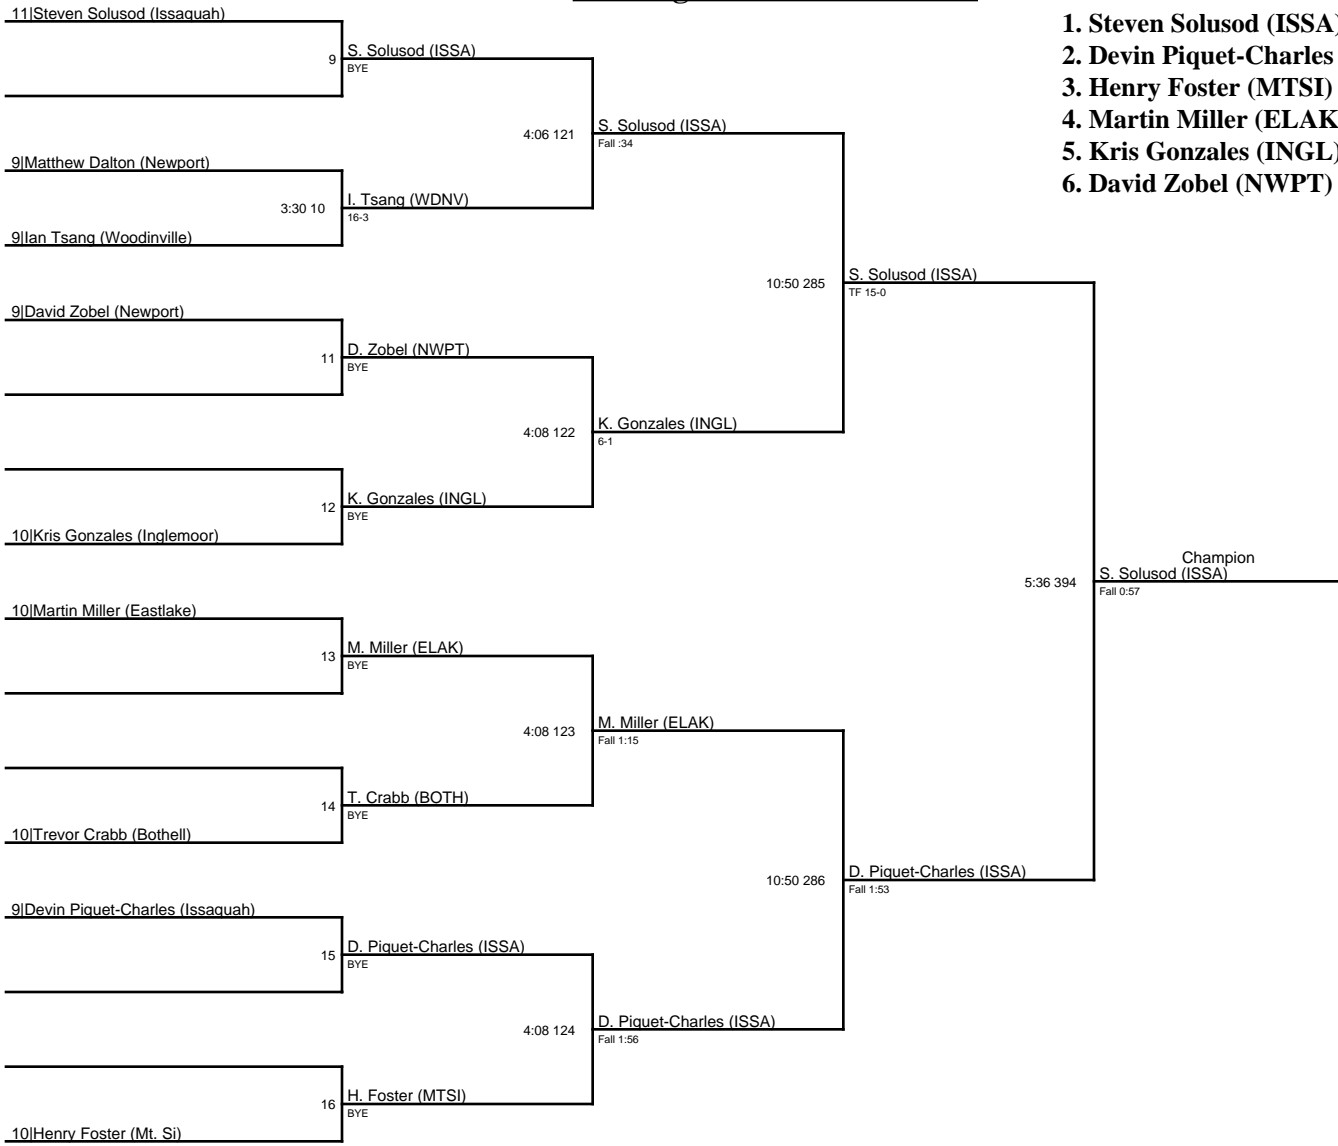 11|Steven Solusod (Issaquah)
9
S. Solusod (ISSA)
BYE
9|Matthew Dalton (Newport)
3:30 10
I. Tsang (WDNV)
16-3
9|Ian Tsang (Woodinville)
4:06 121
S. Solusod (ISSA)
Fall :34
9|David Zobel (Newport)
11
D. Zobel (NWPT)
BYE
4:08 122
K. Gonzales (INGL)
6-1
12
K. Gonzales (INGL)
BYE
10|Kris Gonzales (Inglemoor)
10:50 285
S. Solusod (ISSA)
TF 15-0
10|Martin Miller (Eastlake)
13
M. Miller (ELAK)
BYE
4:08 123
M. Miller (ELAK)
Fall 1:15
14
T. Crabb (BOTH)
BYE
10|Trevor Crabb (Bothell)
10:50 286
D. Piquet-Charles (ISSA)
Fall 1:53
9|Devin Piquet-Charles (Issaquah)
15
D. Piquet-Charles (ISSA)
BYE
4:08 124
D. Piquet-Charles (ISSA)
Fall 1:56
16
H. Foster (MTSI)
BYE
10|Henry Foster (Mt. Si)
5:36 394
Champion
S. Solusod (ISSA)
Fall 0:57
1. Steven Solusod (ISSA)
2. Devin Piquet-Charles
3. Henry Foster (MTSI)
4. Martin Miller (ELAK
5. Kris Gonzales (INGL)
6. David Zobel (NWPT)